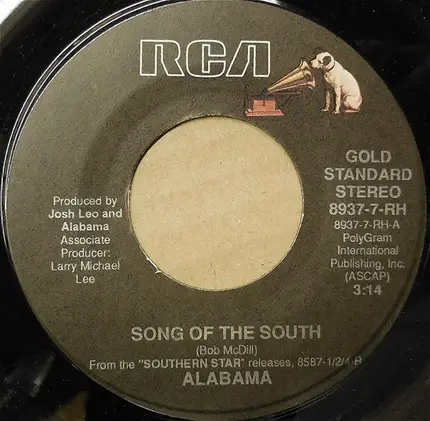 RCA
GOLD
STANDARD
STEREO
8937-7-RH
8937-7-RH-A
PolyGram
International
Publishing, Inc.
(ASCAP)
3:14
Produced by
Josh Leo and
Alabama
Associate
Producer:
Larry Michael
Lee
SONG OF THE SOUTH
(Bob McDill)
From the "SOUTHERN STAR" releases, 8587-1/2/4-R
ALABAMA